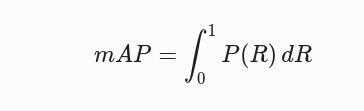 mAP = ∫₀¹ P(R) dR